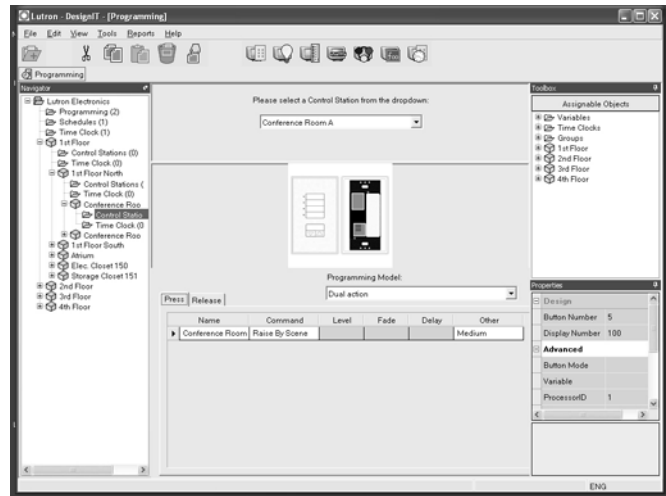 Lutron - DesignIT - [Programming]
File Edit View Tools Reports Help
Programming
Navigator
Lutron Electronics
Programming (2)
Schedules (1)
Time Clock (1)
1st Floor
Control Stations (0)
Time Clock (0)
1st Floor North
Control Stations (
Time Clock (0)
Conference Roo
Control Statio
Time Clock (0
Conference Roo
1st Floor South
Atrium
Elec. Closet 150
Storage Closet 151
2nd Floor
3rd Floor
4th Floor
Please select a Control Station from the dropdown:
Conference Room A
Programming Model:
Dual action
Press Release
Name Command Level Fade Delay Other
Conference Room Raise By Scene Medium
Toolbox
Assignable Objects
Variables
Time Clocks
Groups
1st Floor
2nd Floor
3rd Floor
4th Floor
Properties
Design
Button Number 5
Display Number 100
Advanced
Button Mode
Variable
ProcessorID 1
ENG